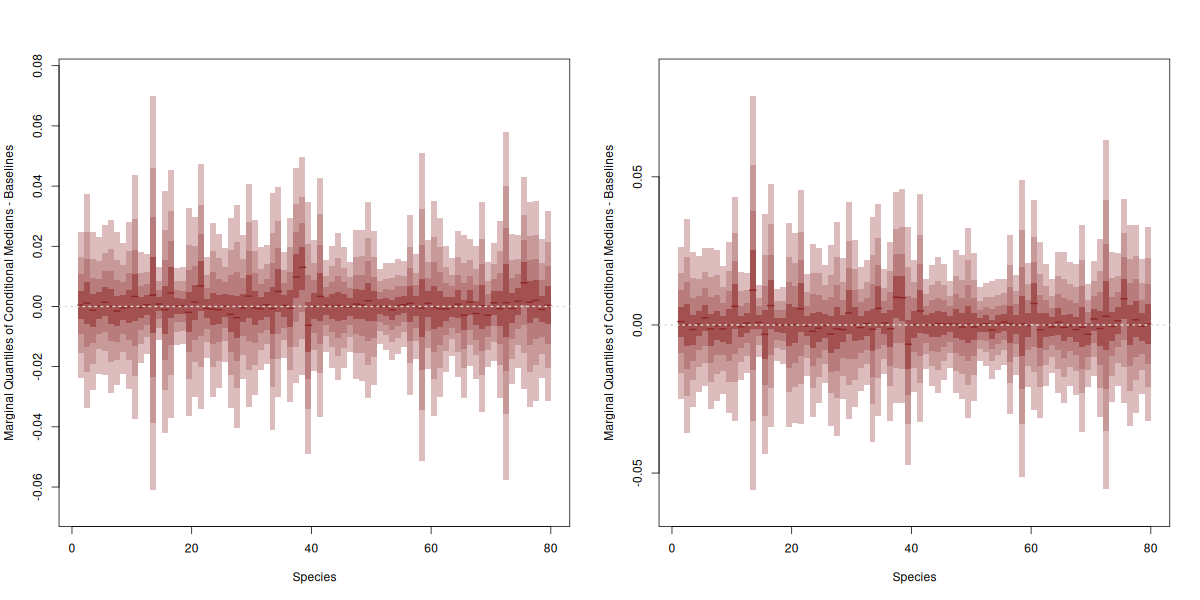 Marginal Quantiles of Conditional Medians - Baselines
0.08
0.06
0.04
0.02
0.00
-0.02
-0.04
-0.06
0 20 40 60 80
Species
Marginal Quantiles of Conditional Medians - Baselines
0.05
0.00
-0.05
0 20 40 60 80
Species